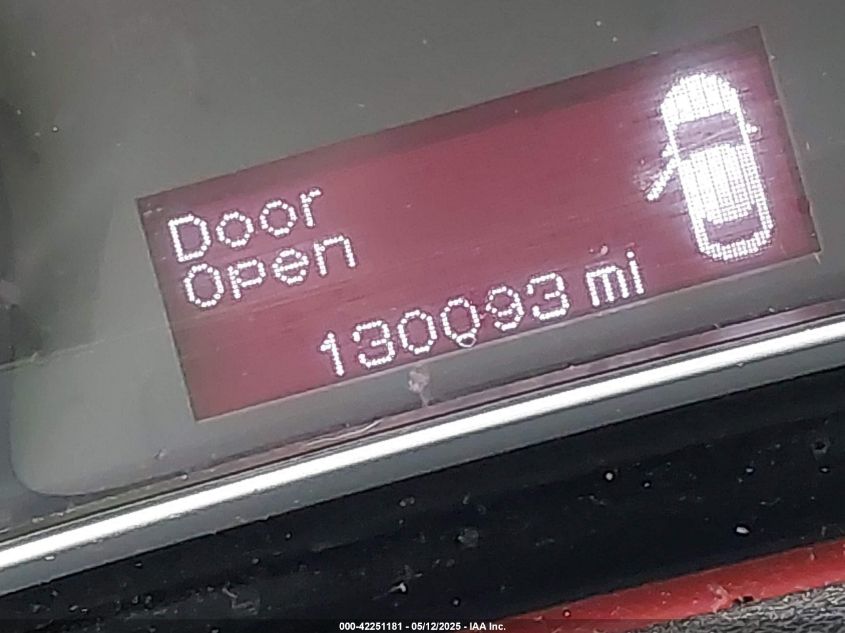 Door
Open
130093 mi
000-42251181 - 05/12/2025 - IAA Inc.